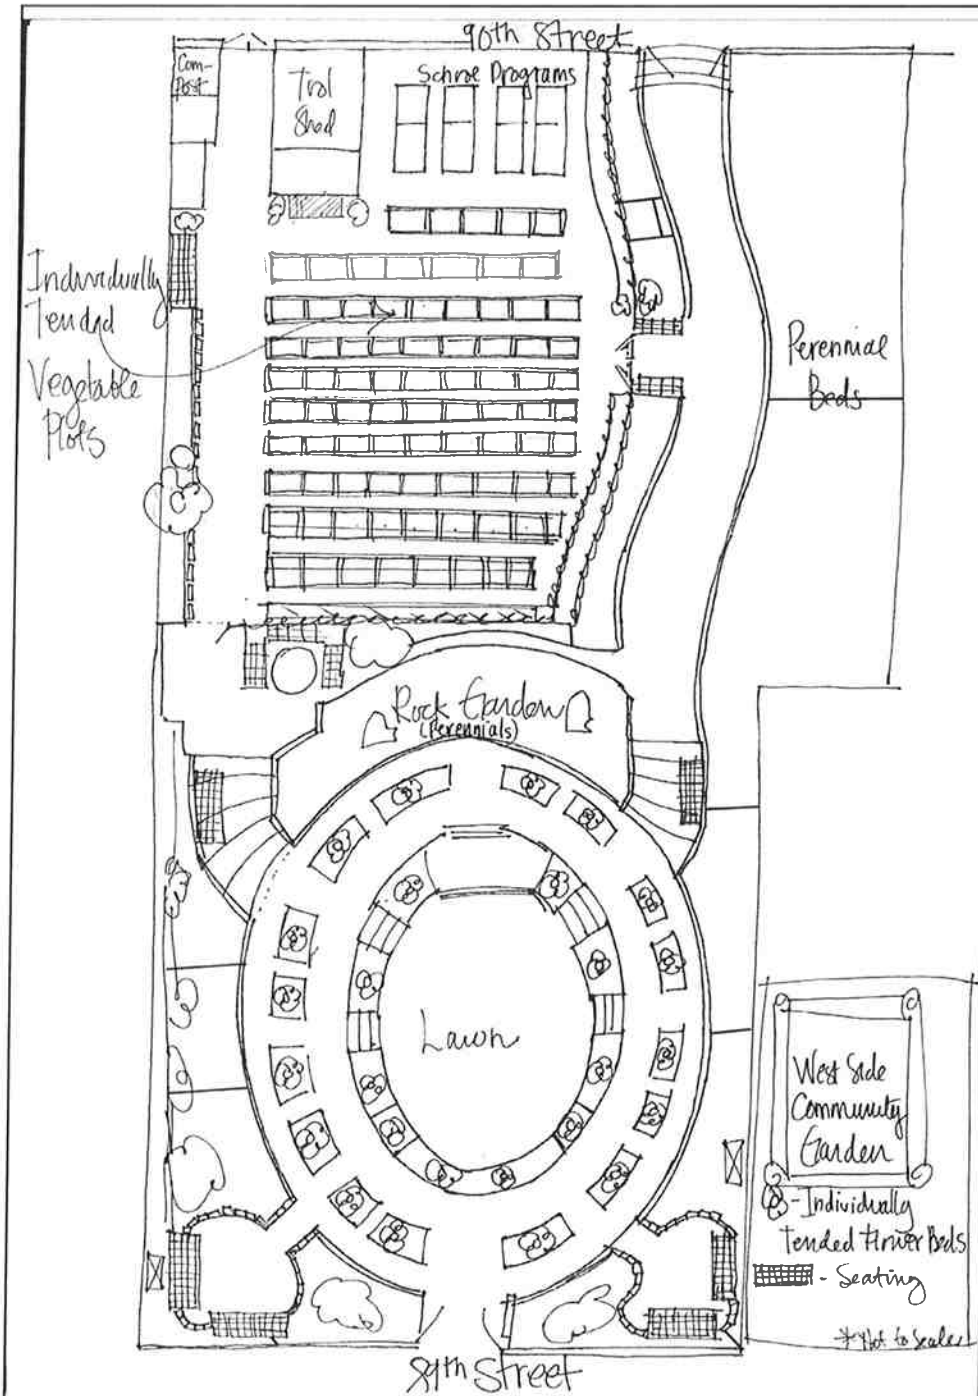 90th Street
Com-
Post
Tool
Shed
School Programs
Individually
Tended
Vegetable
Plots
Perennial
Beds
Rock Garden
(Perennials)
Lawn
West Side
Community
Garden
-Individually
Tended Flower Beds
- Seating
*Not to Scale
89th Street